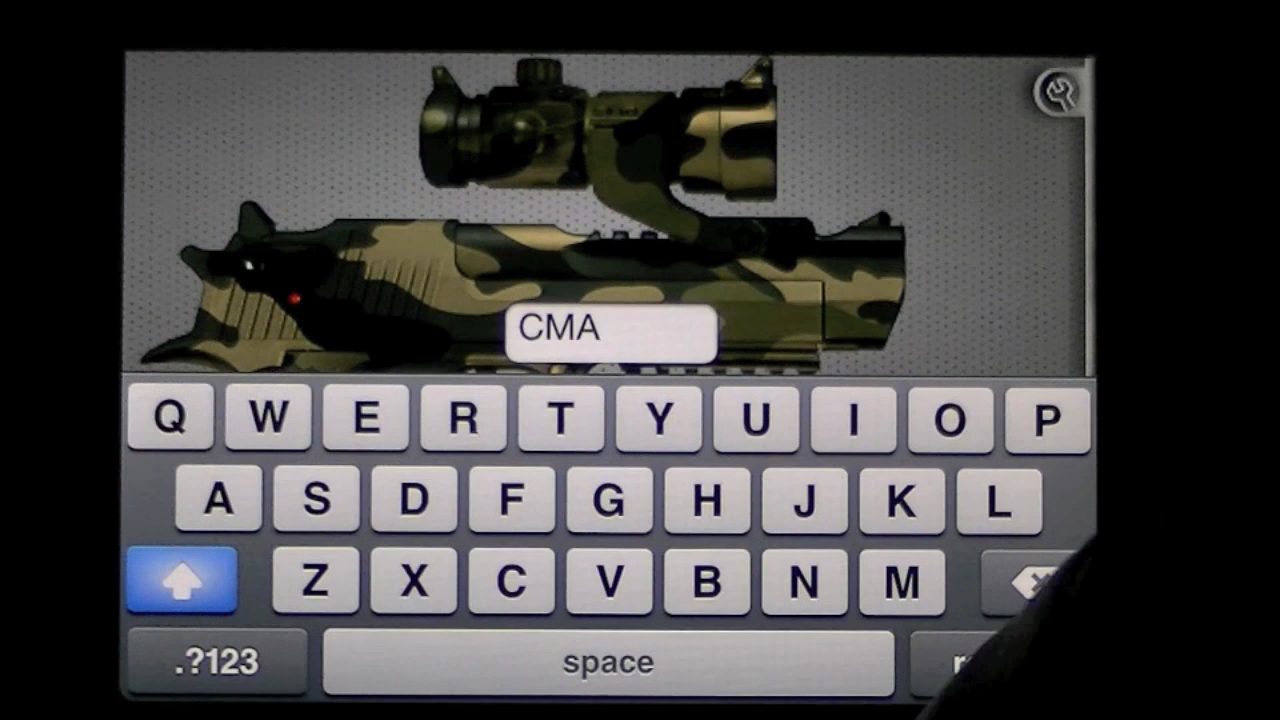 CMA
Q W E R T Y U I O P
A S D F G H J K L
Z X C V B N M
.?123 space